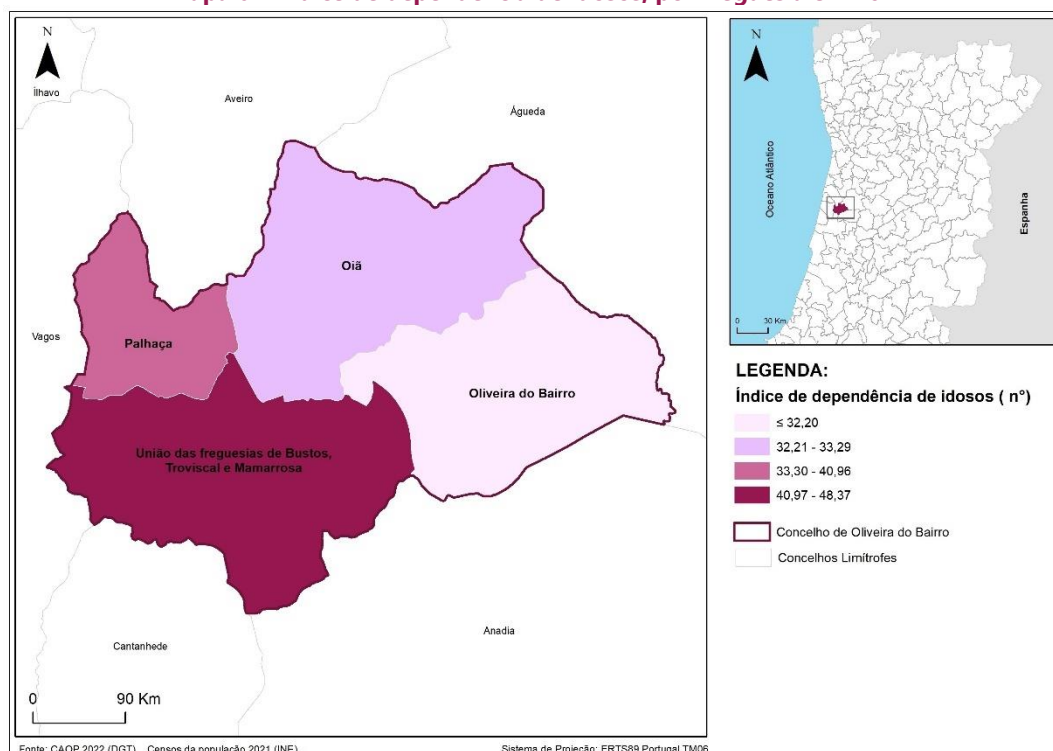 N
Ílhavo
Aveiro
Águeda
Oiã
Vagos
Palhaça
Oliveira do Bairro
União das freguesias de Bustos,
Troviscal e Mamarrosa
Anadia
Cantanhede
0 90 Km
Fonte: CAOP 2022 (DGT) Censos da população 2021 (INE)
Sistema de Projeção: ERTS89 Portugal TM06
N
Oceano Atlântico
Espanha
0 30 Km
LEGENDA:
Índice de dependência de idosos ( nº)
≤ 32,20
32,21 - 33,29
33,30 - 40,96
40,97 - 48,37
Concelho de Oliveira do Bairro
Concelhos Limítrofes